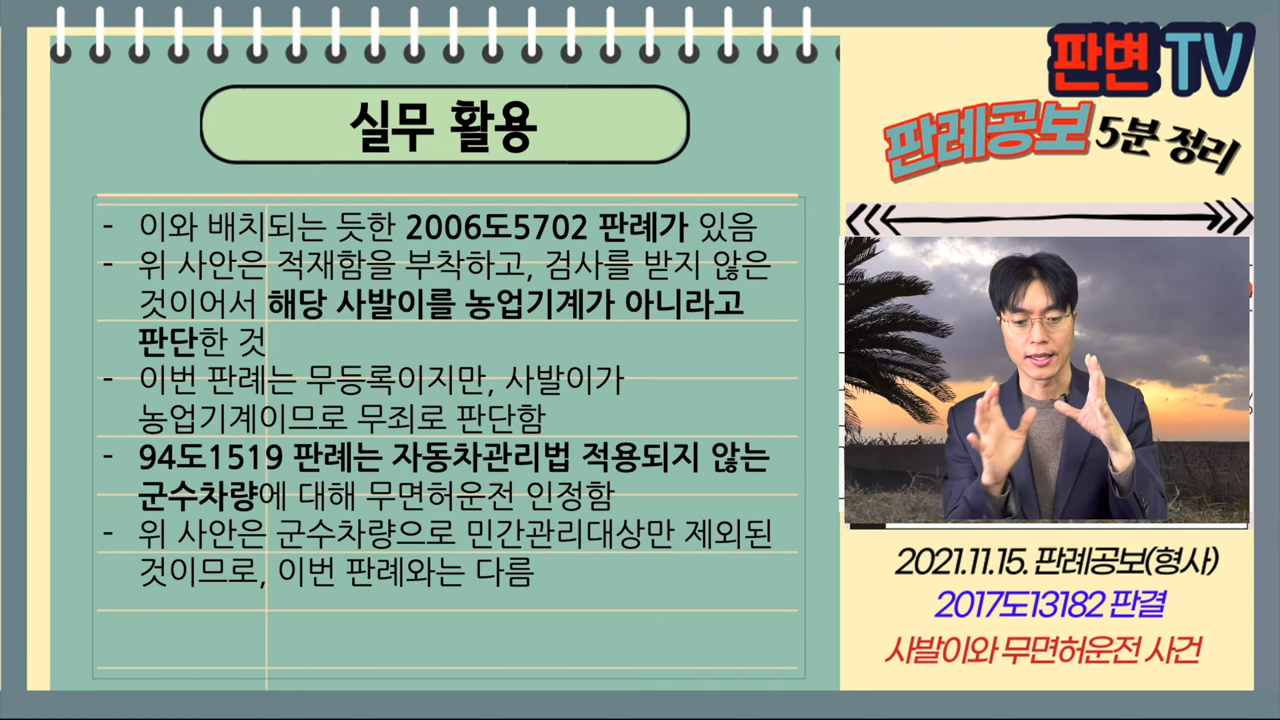 실무 활용
- 이와 배치되는 듯한 2006도5702 판례가 있음
- 위 사안은 적재함을 부착하고, 검사를 받지 않은
것이어서 해당 사발이를 농업기계가 아니라고
판단한 것
- 이번 판례는 무등록이지만, 사발이가
농업기계이므로 무죄로 판단함
- 94도1519 판례는 자동차관리법 적용되지 않는
군수차량에 대해 무면허운전 인정함
- 위 사안은 군수차량으로 민간관리대상만 제외된
것이므로, 이번 판례와는 다름
판변 TV
판례공보 5분 정리
2021.11.15. 판례공보(형사)
2017도13182 판결
사발이와 무면허운전 사건